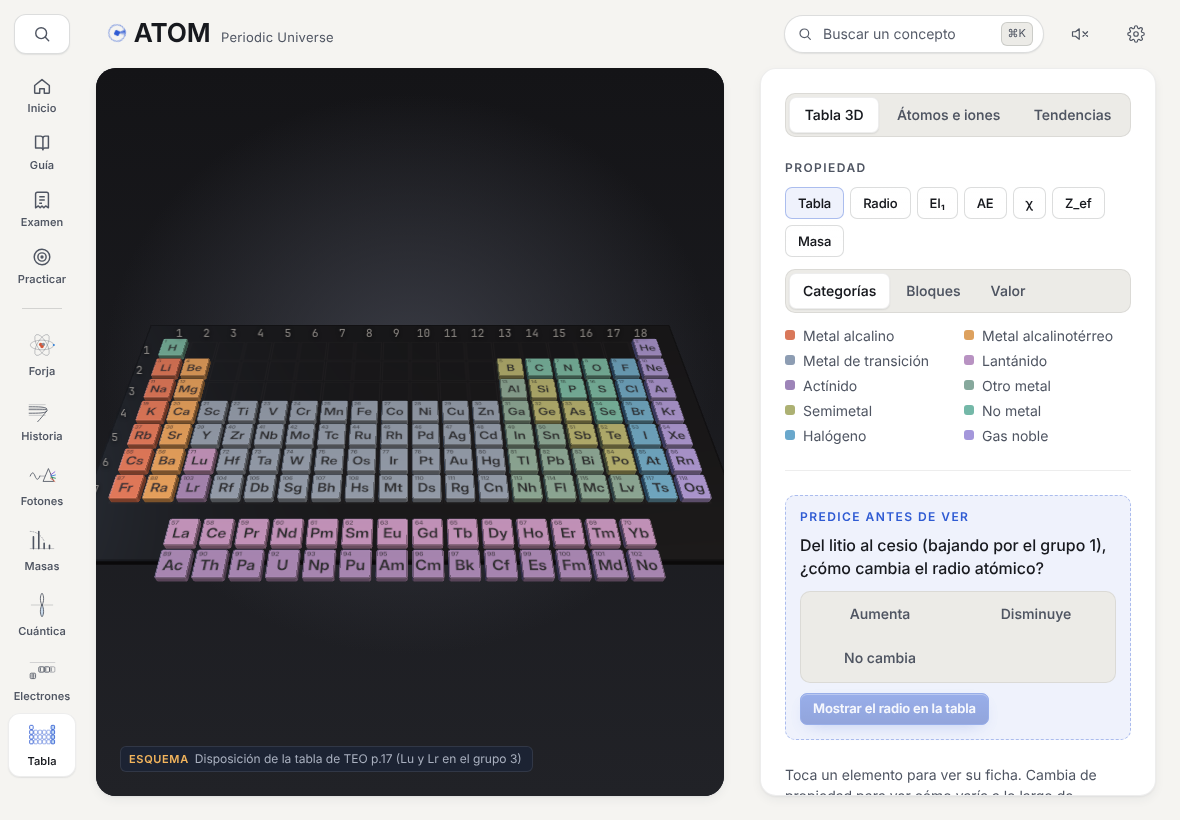 ATOM Periodic Universe
Buscar un concepto ⌘K
Inicio
Guía
Examen
Practicar
Forja
Historia
Fotones
Masas
Cuántica
Electrones
Tabla
1 2 3 4 5 6 7 8 9 10 11 12 13 14 15 16 17 18
1 H He
2 Li Be B C N O F Ne
3 Na Mg Al Si P S Cl Ar
4 K Ca Sc Ti V Cr Mn Fe Co Ni Cu Zn Ga Ge As Se Br Kr
5 Rb Sr Y Zr Nb Mo Tc Ru Rh Pd Ag Cd In Sn Sb Te I Xe
6 Cs Ba Lu Hf Ta W Re Os Ir Pt Au Hg Tl Pb Bi Po At Rn
7 Fr Ra Lr Rf Db Sg Bh Hs Mt Ds Rg Cn Nh Fl Mc Lv Ts Og
La Ce Pr Nd Pm Sm Eu Gd Tb Dy Ho Er Tm Yb
Ac Th Pa U Np Pu Am Cm Bk Cf Es Fm Md No
ESQUEMA Disposición de la tabla de TEO p.17 (Lu y Lr en el grupo 3)
Tabla 3D Átomos e iones Tendencias
PROPIEDAD
Tabla Radio EI₁ AE χ Z_ef
Masa
Categorías Bloques Valor
Metal alcalino Metal alcalinotérreo
Metal de transición Lantánido
Actínido Otro metal
Semimetal No metal
Halógeno Gas noble
PREDICE ANTES DE VER
Del litio al cesio (bajando por el grupo 1),
¿cómo cambia el radio atómico?
Aumenta Disminuye
No cambia
Mostrar el radio en la tabla
Toca un elemento para ver su ficha. Cambia de